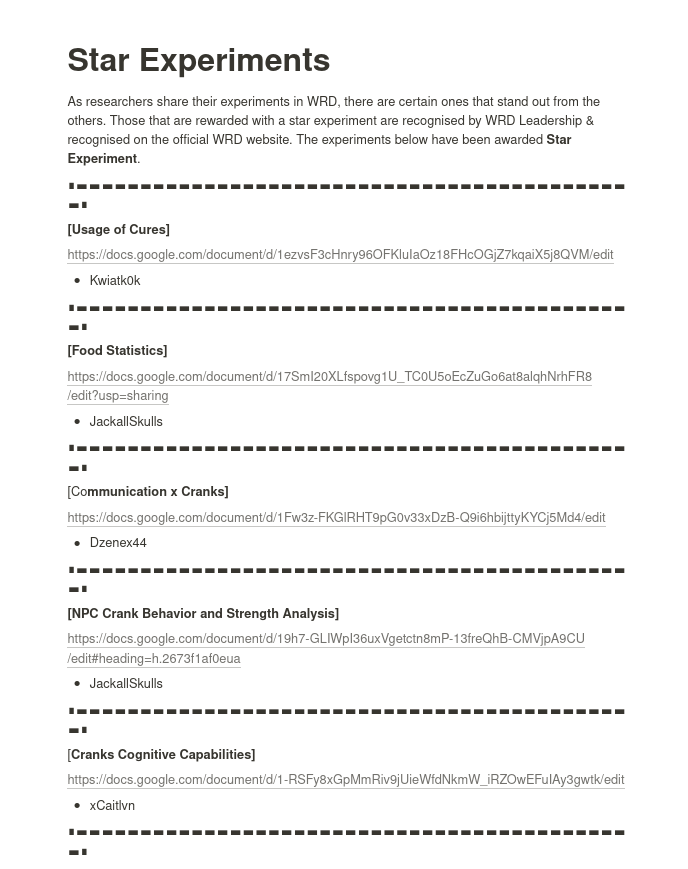 Star Experiments
As researchers share their experiments in WRD, there are certain ones that stand out from the
others. Those that are rewarded with a star experiment are recognised by WRD Leadership &
recognised on the official WRD website. The experiments below have been awarded Star
Experiment.
[Usage of Cures]
https://docs.google.com/document/d/1ezvsF3cHnry96OFKluIaOz18FHcOGjZ7kqaiX5j8QVM/edit
• Kwiatk0k
[Food Statistics]
https://docs.google.com/document/d/17SmI20XLfspovg1U_TC0U5oEcZuGo6at8alqhNrhFR8
/edit?usp=sharing
• JackallSkulls
[Communication x Cranks]
https://docs.google.com/document/d/1Fw3z-FKGlRHT9pG0v33xDzB-Q9i6hbijttyKYCj5Md4/edit
• Dzenex44
[NPC Crank Behavior and Strength Analysis]
https://docs.google.com/document/d/19h7-GLIWpI36uxVgetctn8mP-13freQhB-CMVjpA9CU
/edit#heading=h.2673f1af0eua
• JackallSkulls
[Cranks Cognitive Capabilities]
https://docs.google.com/document/d/1-RSFy8xGpMmRiv9jUieWfdNkmW_iRZOwEFuIAy3gwtk/edit
• xCaitlvn